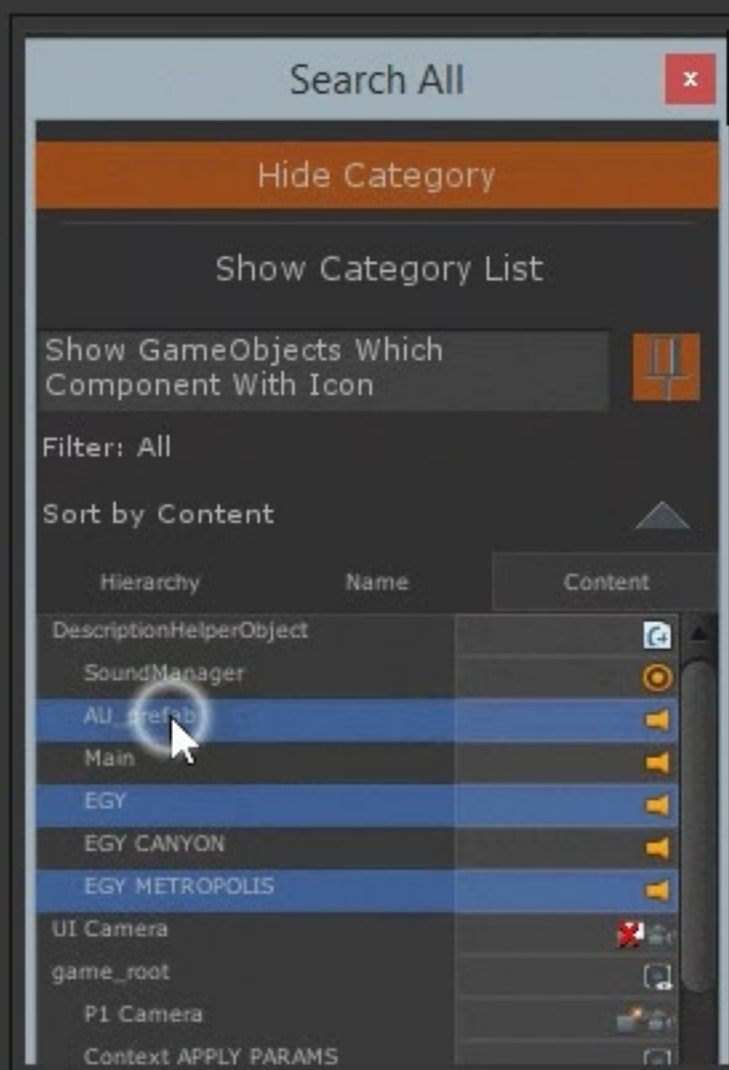 Search All
x
Hide Category
Show Category List
Show GameObjects Which
Component With Icon
Filter: All
Sort by Content
Hierarchy Name Content
DescriptionHelperObject
SoundManager
AU_prefab
Main
EGY
EGY CANYON
EGY METROPOLIS
UI Camera
game_root
P1 Camera
Context APPLY PARAMS